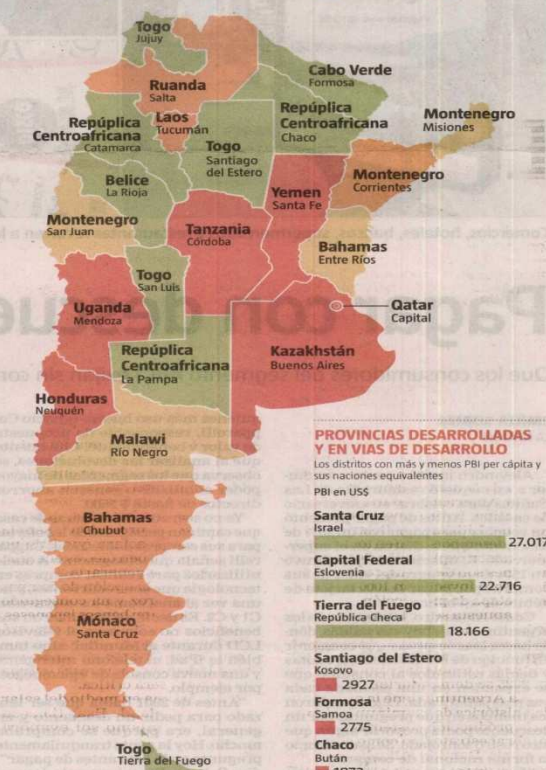 Togo
Jujuy
Ruanda
Salta
Cabo Verde
Formosa
República
Centroafricana
Catamarca
Laos
Tucumán
República
Centroafricana
Chaco
Montenegro
Misiones
Togo
Santiago
del Estero
Belice
La Rioja
Yemen
Santa Fe
Montenegro
Corrientes
Montenegro
San Juan
Tanzania
Córdoba
Bahamas
Entre Ríos
Togo
San Luis
Qatar
Capital
Uganda
Mendoza
República
Centroafricana
La Pampa
Kazakhstán
Buenos Aires
Honduras
Neuquén
Malawi
Río Negro
Bahamas
Chubut
Mónaco
Santa Cruz
Togo
Tierra del Fuego
PROVINCIAS DESARROLLADAS
Y EN VIAS DE DESARROLLO
Los distritos con más y menos PBI per cápita y
sus naciones equivalentes
PBI en US$
Santa Cruz
Israel
27.017
Capital Federal
Eslovenia
22.716
Tierra del Fuego
República Checa
18.166
Santiago del Estero
Kosovo
2927
Formosa
Samoa
2775
Chaco
Bután